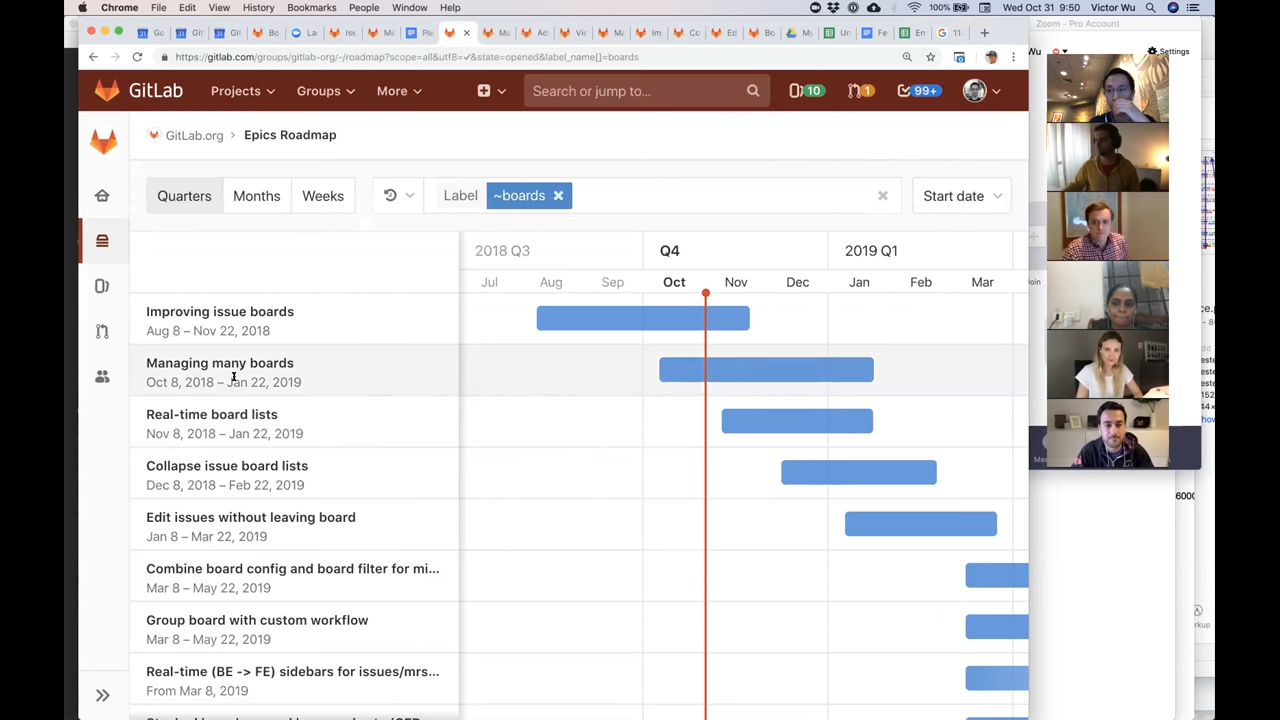 Chrome File Edit View History Bookmarks People Window Help 100% Wed Oct 31 9:50 Victor Wu
Zoom - Pro Account
https://gitlab.com/groups/gitlab-org/-/roadmap?scope=all&utf8=✓&state=opened&label_name[]=boards
Wu Settings
GitLab Projects Groups More Search or jump to... 10 1 99+
GitLab.org > Epics Roadmap
Quarters Months Weeks Label ~boards Start date
2018 Q3 Q4 2019 Q1
Jul Aug Sep Oct Nov Dec Jan Feb Mar
Improving issue boards
Aug 8 – Nov 22, 2018
Managing many boards
Oct 8, 2018 – Jan 22, 2019
Real-time board lists
Nov 8, 2018 – Jan 22, 2019
Collapse issue board lists
Dec 8, 2018 – Feb 22, 2019
Edit issues without leaving board
Jan 8 – Mar 22, 2019
Combine board config and board filter for mi...
Mar 8 – May 22, 2019
Group board with custom workflow
Mar 8 – May 22, 2019
Real-time (BE -> FE) sidebars for issues/mrs...
From Mar 8, 2019